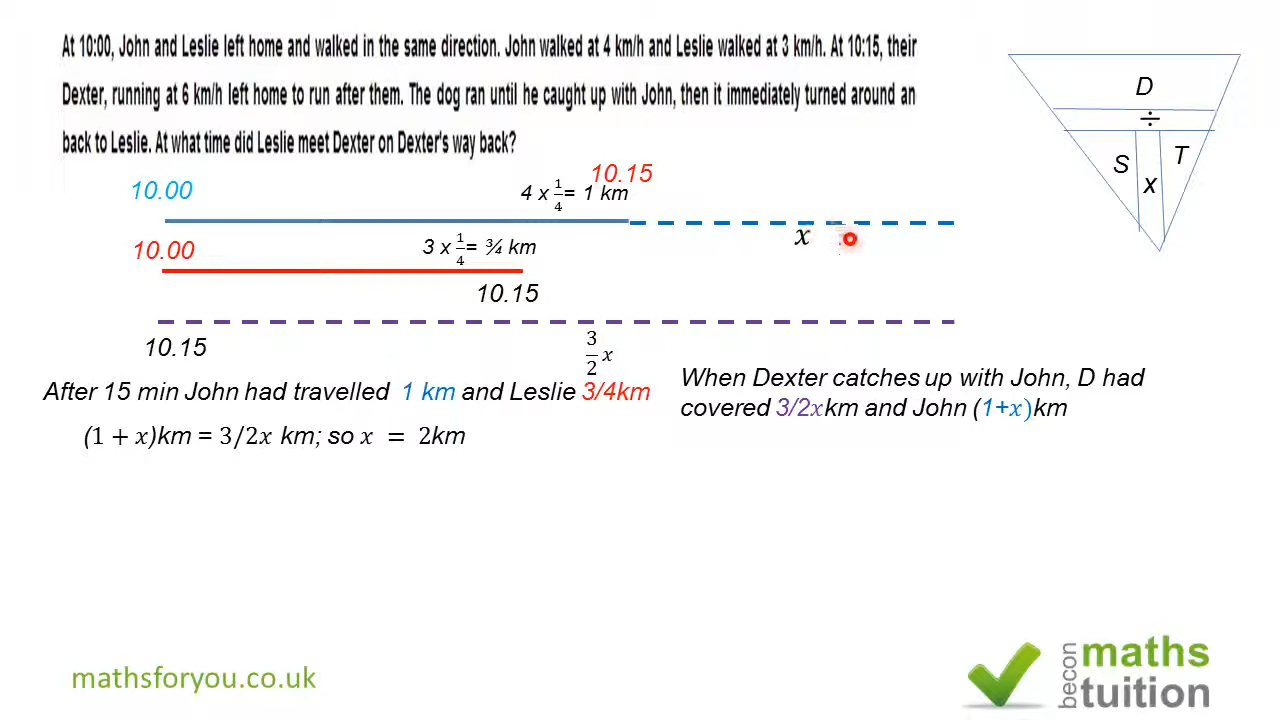 At 10:00, John and Leslie left home and walked in the same direction. John walked at 4 km/h and Leslie walked at 3 km/h. At 10:15, their
Dexter, running at 6 km/h left home to run after them. The dog ran until he caught up with John, then it immediately turned around an
back to Leslie. At what time did Leslie meet Dexter on Dexter's way back?
D
÷
S x T
10.00
4 x 1/4 = 1 km
10.15
x
10.00
3 x 1/4 = ¾ km
10.15
10.15
3/2 x
After 15 min John had travelled 1 km and Leslie 3/4km
(1 + x)km = 3/2x km; so x = 2km
When Dexter catches up with John, D had
covered 3/2xkm and John (1+x)km
mathsforyou.co.uk
becon
maths
tuition